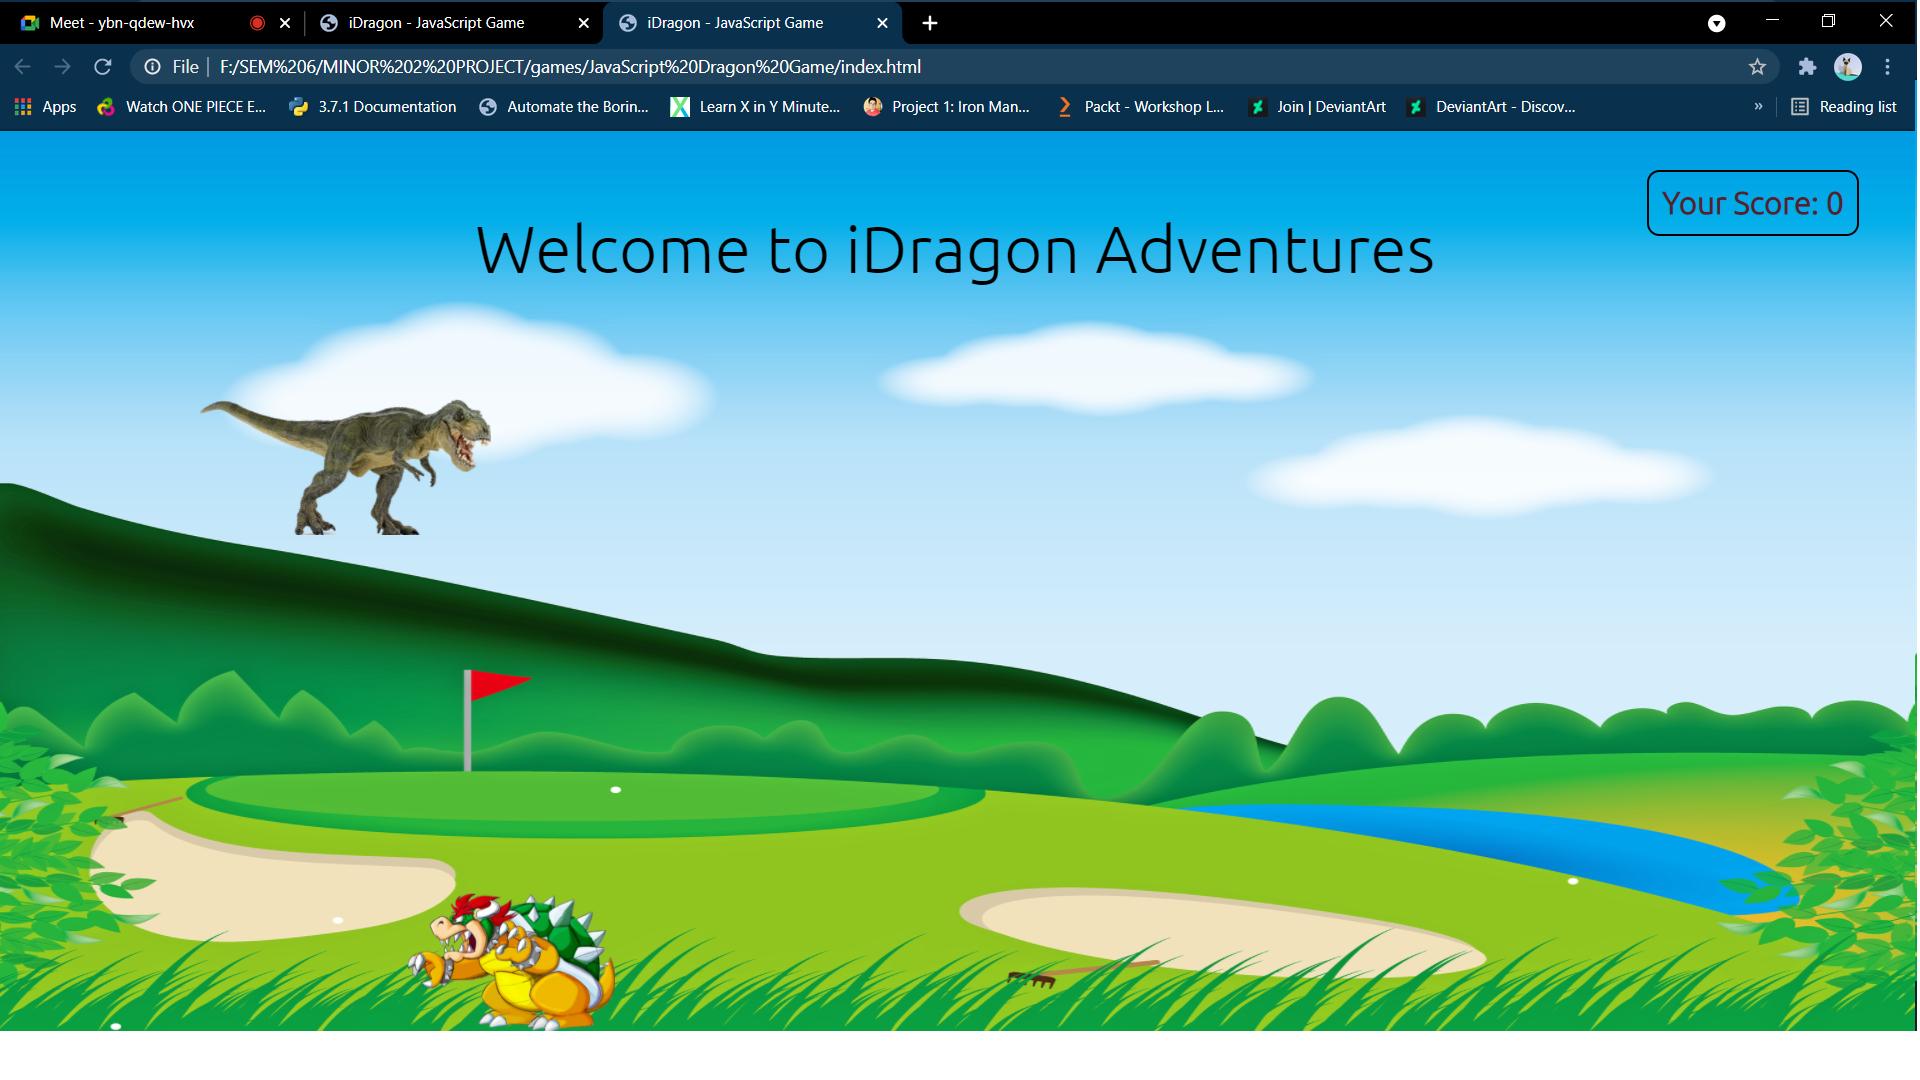 Meet - ybn-qdew-hvx
iDragon - JavaScript Game
iDragon - JavaScript Game
File | F:/SEM%206/MINOR%202%20PROJECT/games/JavaScript%20Dragon%20Game/index.html
Apps
Watch ONE PIECE E...
3.7.1 Documentation
Automate the Borin...
Learn X in Y Minute...
Project 1: Iron Man...
Packt - Workshop L...
Join | DeviantArt
DeviantArt - Discov...
»
Reading list
Your Score: 0
Welcome to iDragon Adventures